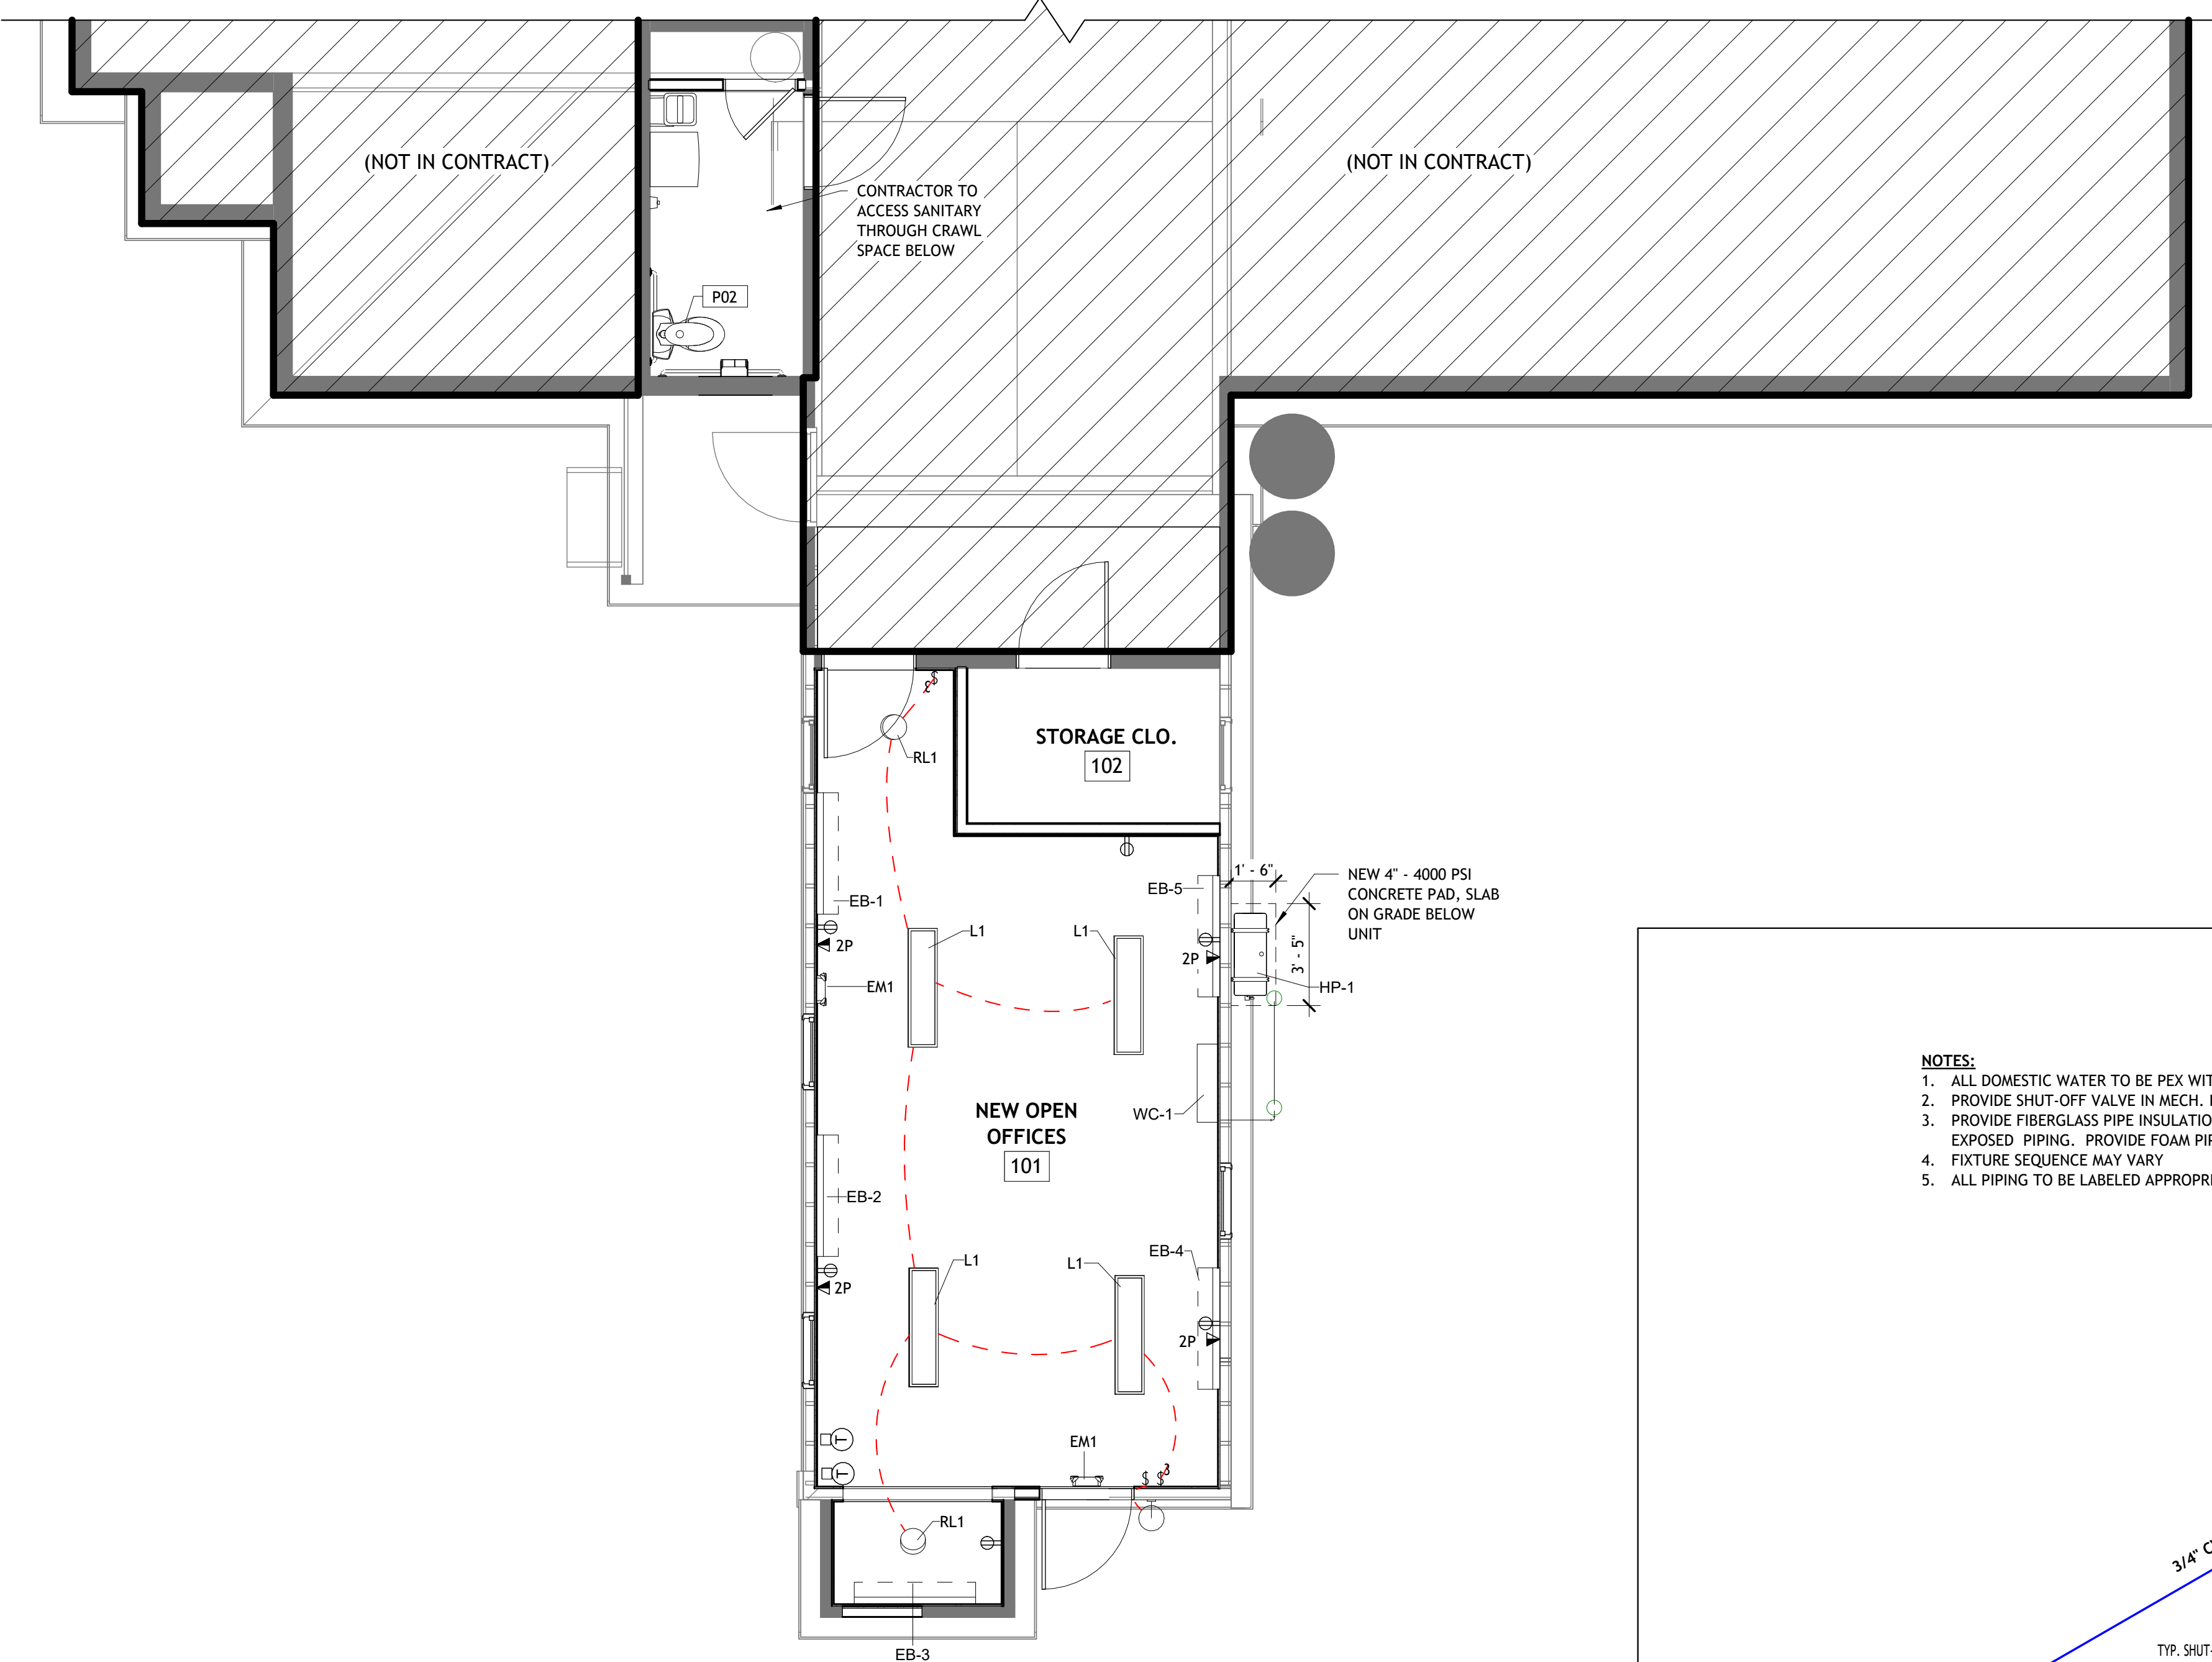 (NOT IN CONTRACT)
(NOT IN CONTRACT)
CONTRACTOR TO
ACCESS SANITARY
THROUGH CRAWL
SPACE BELOW
P02
$
3
RL1
STORAGE CLO.
102
EB-1
2P
EM1
L1
L1
EB-5
2P
1' - 6"
3' - 5"
NEW 4" - 4000 PSI
CONCRETE PAD, SLAB
ON GRADE BELOW
UNIT
HP-1
WC-1
NEW OPEN
OFFICES
101
EB-2
2P
L1
L1
EB-4
2P
T
T
EM1
$ $ 3
RL1
EB-3
NOTES:
1. ALL DOMESTIC WATER TO BE PEX
2. PROVIDE SHUT-OFF VALVE IN MECH.
3. PROVIDE FIBERGLASS PIPE
EXPOSED PIPING. PROVIDE FOAM
4. FIXTURE SEQUENCE MAY VARY
5. ALL PIPING TO BE LABELED
3/4"
TYP.